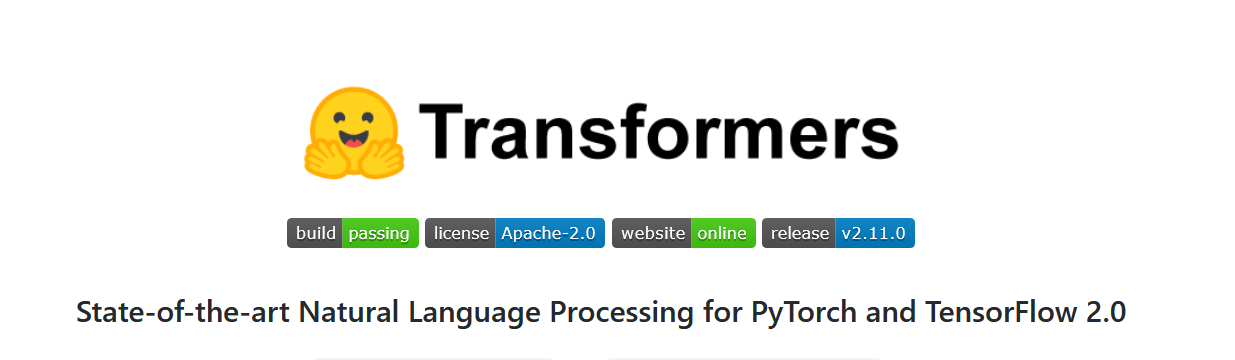 Transformers
build passing license Apache-2.0 website online release v2.11.0
State-of-the-art Natural Language Processing for PyTorch and TensorFlow 2.0